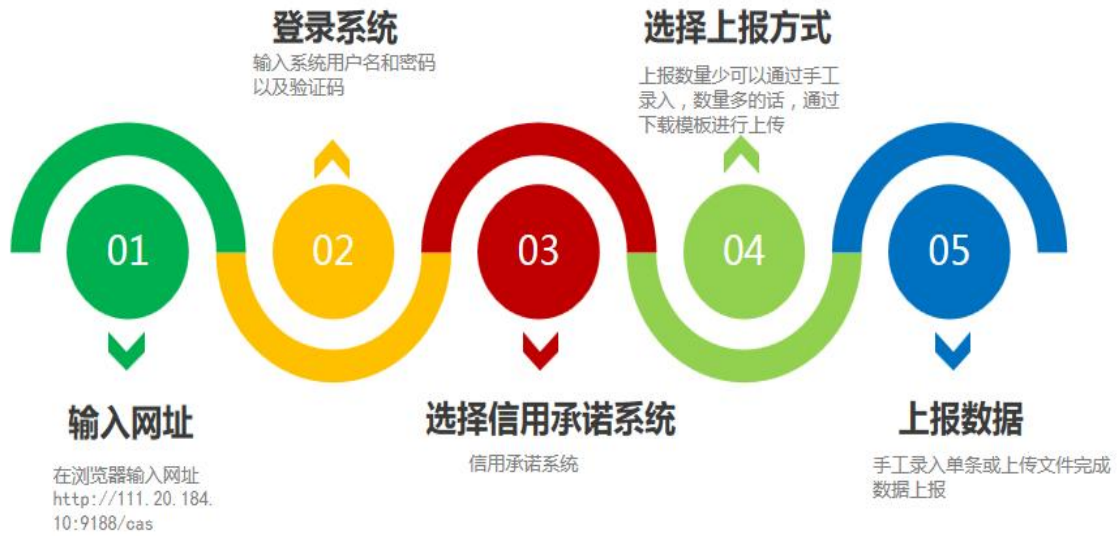 登录系统
输入系统用户名和密码
以及验证码
选择上报方式
上报数量少可以通过手工
录入，数量多的话，通过
下载模板进行上传
01
02
03
04
05
输入网址
在浏览器输入网址
http://111.20.184.
10:9188/cas
选择信用承诺系统
信用承诺系统
上报数据
手工录入单条或上传文件完成
数据上报